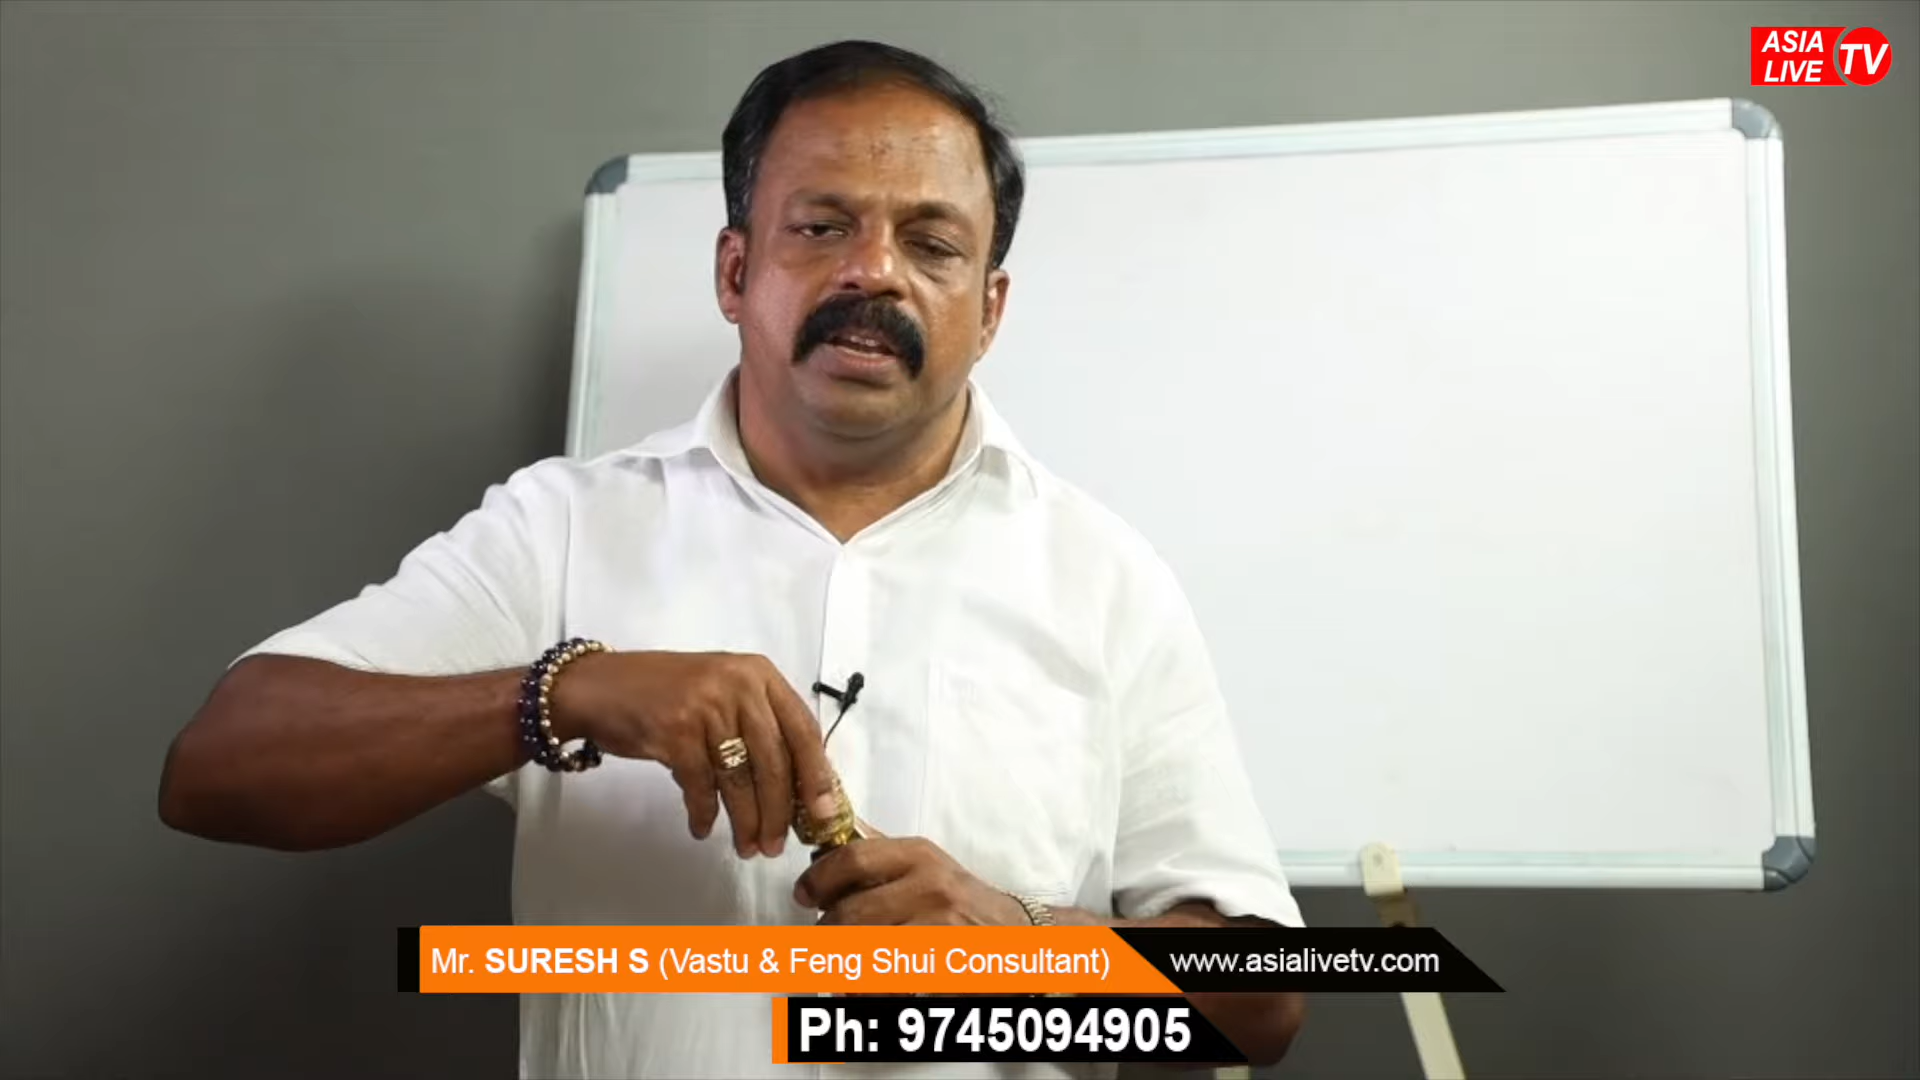 ASIA
LIVE TV
Mr. SURESH S (Vastu & Feng Shui Consultant)
www.asialivetv.com
Ph: 9745094905